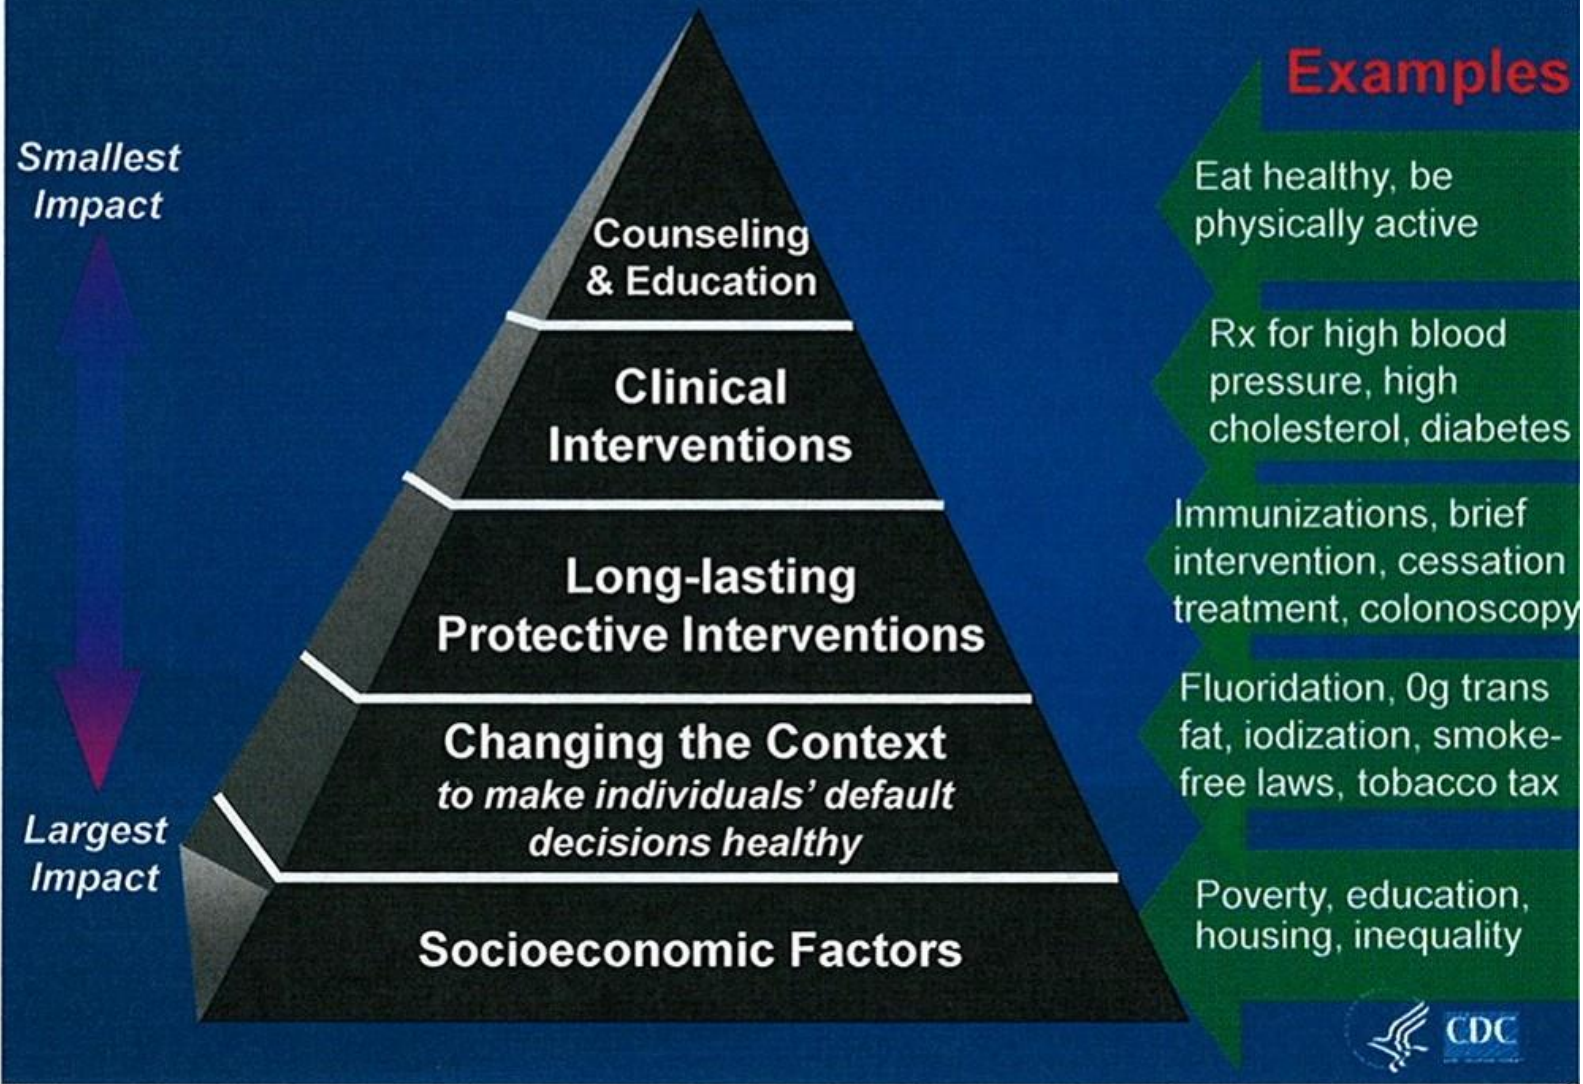 Examples
Smallest
Impact
Largest
Impact
Counseling
& Education
Clinical
Interventions
Long-lasting
Protective Interventions
Changing the Context
to make individuals’ default
decisions healthy
Socioeconomic Factors
Eat healthy, be
physically active
Rx for high blood
pressure, high
cholesterol, diabetes
Immunizations, brief
intervention, cessation
treatment, colonoscopy
Fluoridation, 0g trans
fat, iodization, smoke-
free laws, tobacco tax
Poverty, education,
housing, inequality
CDC